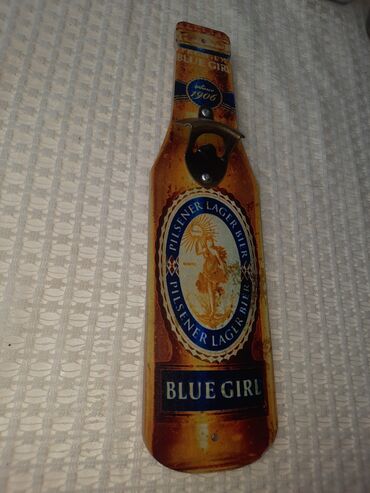 BLUE GIRL
since
1906
PILSENER LAGER BIER
PILSENER LAGER BIER
BLUE GIRL